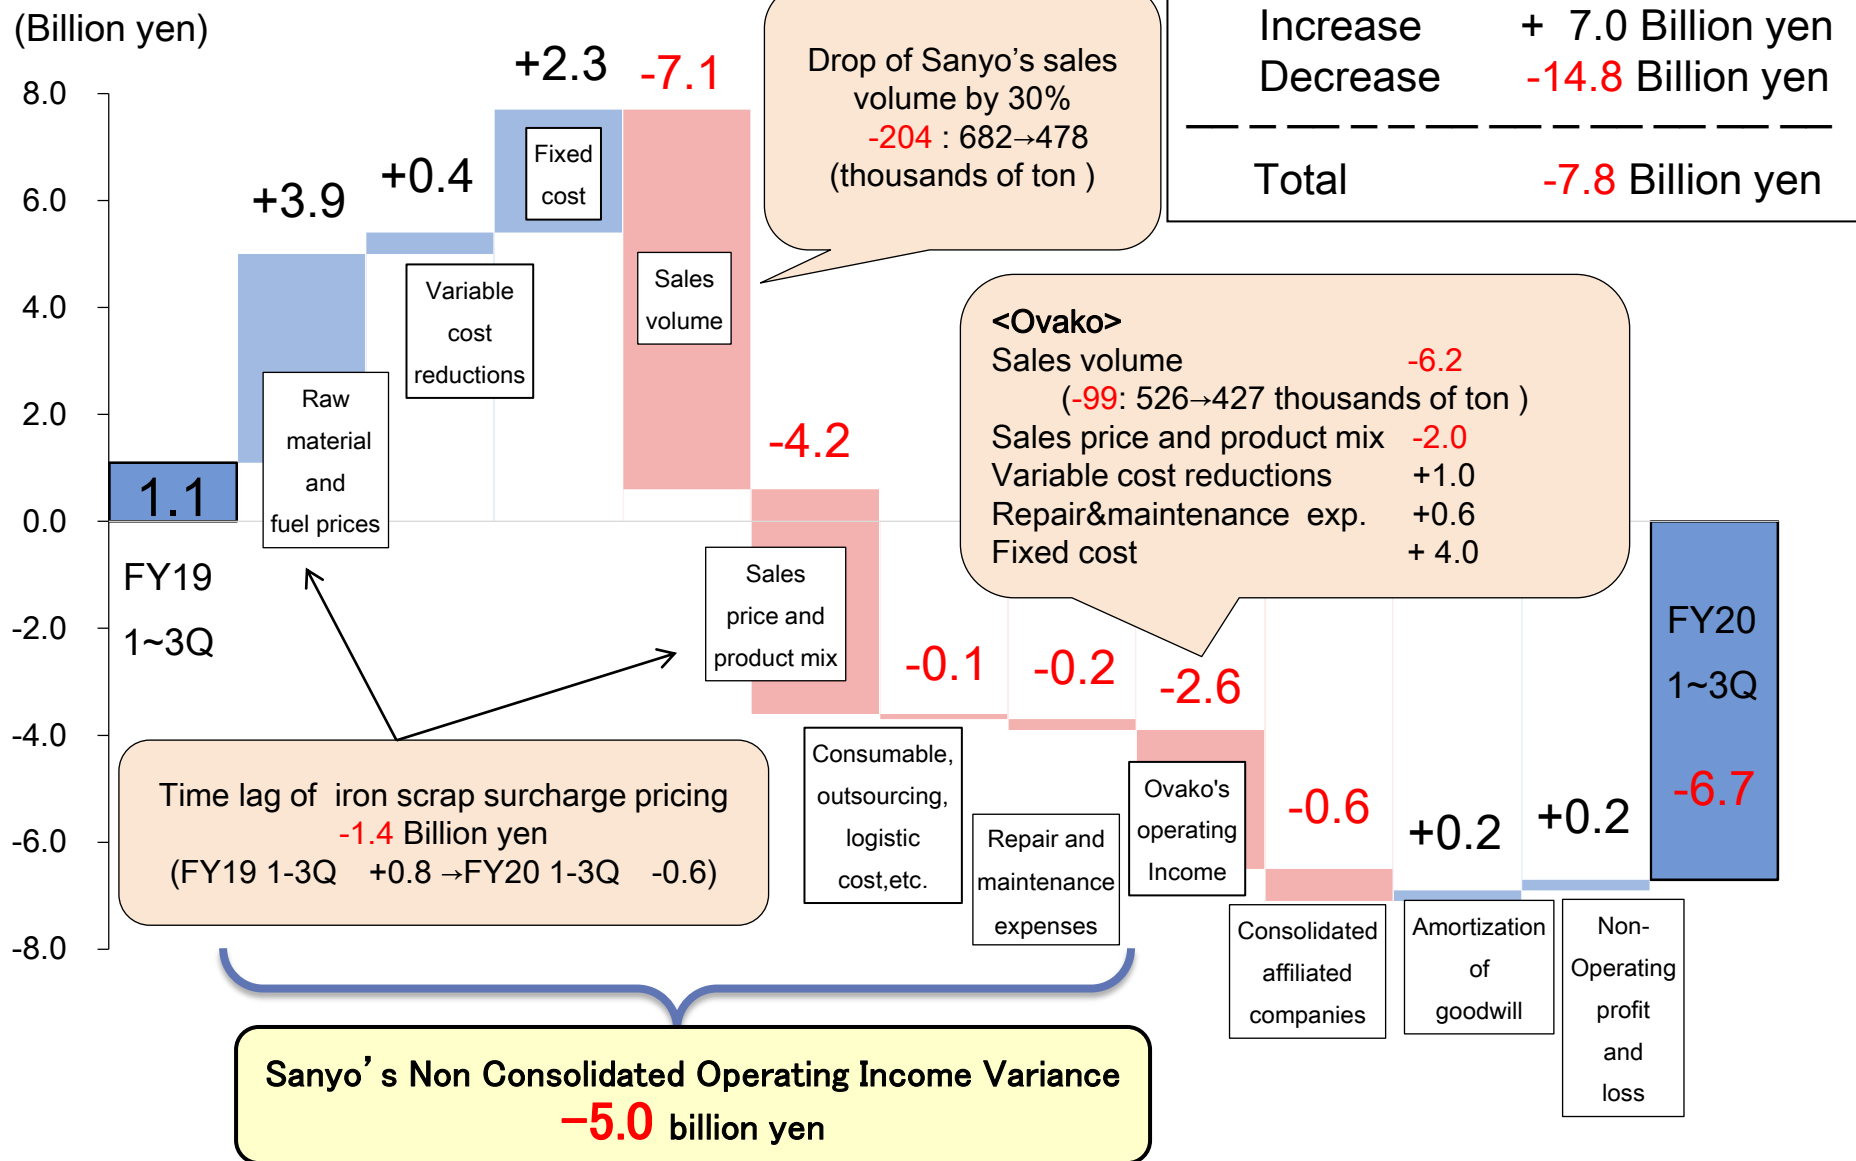 (Billion yen)
Increase + 7.0 Billion yen
Decrease -14.8 Billion yen
Total -7.8 Billion yen
8.0
6.0
4.0
2.0
0.0
-2.0
-4.0
-6.0
-8.0
1.1
FY19
1~3Q
+3.9
Raw
material
and
fuel prices
+0.4
Variable
cost
reductions
+2.3
Fixed
cost
-7.1
Sales
volume
Drop of Sanyo’s sales
volume by 30%
-204 : 682→478
(thousands of ton )
-4.2
Sales
price and
product mix
-0.1
Consumable,
outsourcing,
logistic
cost,etc.
-0.2
Repair and
maintenance
expenses
-2.6
Ovako's
operating
Income
<Ovako>
Sales volume -6.2
(-99: 526→427 thousands of ton )
Sales price and product mix -2.0
Variable cost reductions +1.0
Repair&maintenance exp. +0.6
Fixed cost + 4.0
-0.6
Consolidated
affiliated
companies
+0.2
Amortization
of
goodwill
+0.2
Non-
Operating
profit
and
loss
FY20
1~3Q
-6.7
Time lag of iron scrap surcharge pricing
-1.4 Billion yen
(FY19 1-3Q +0.8 →FY20 1-3Q -0.6)
Sanyo’s Non Consolidated Operating Income Variance
−5.0 billion yen